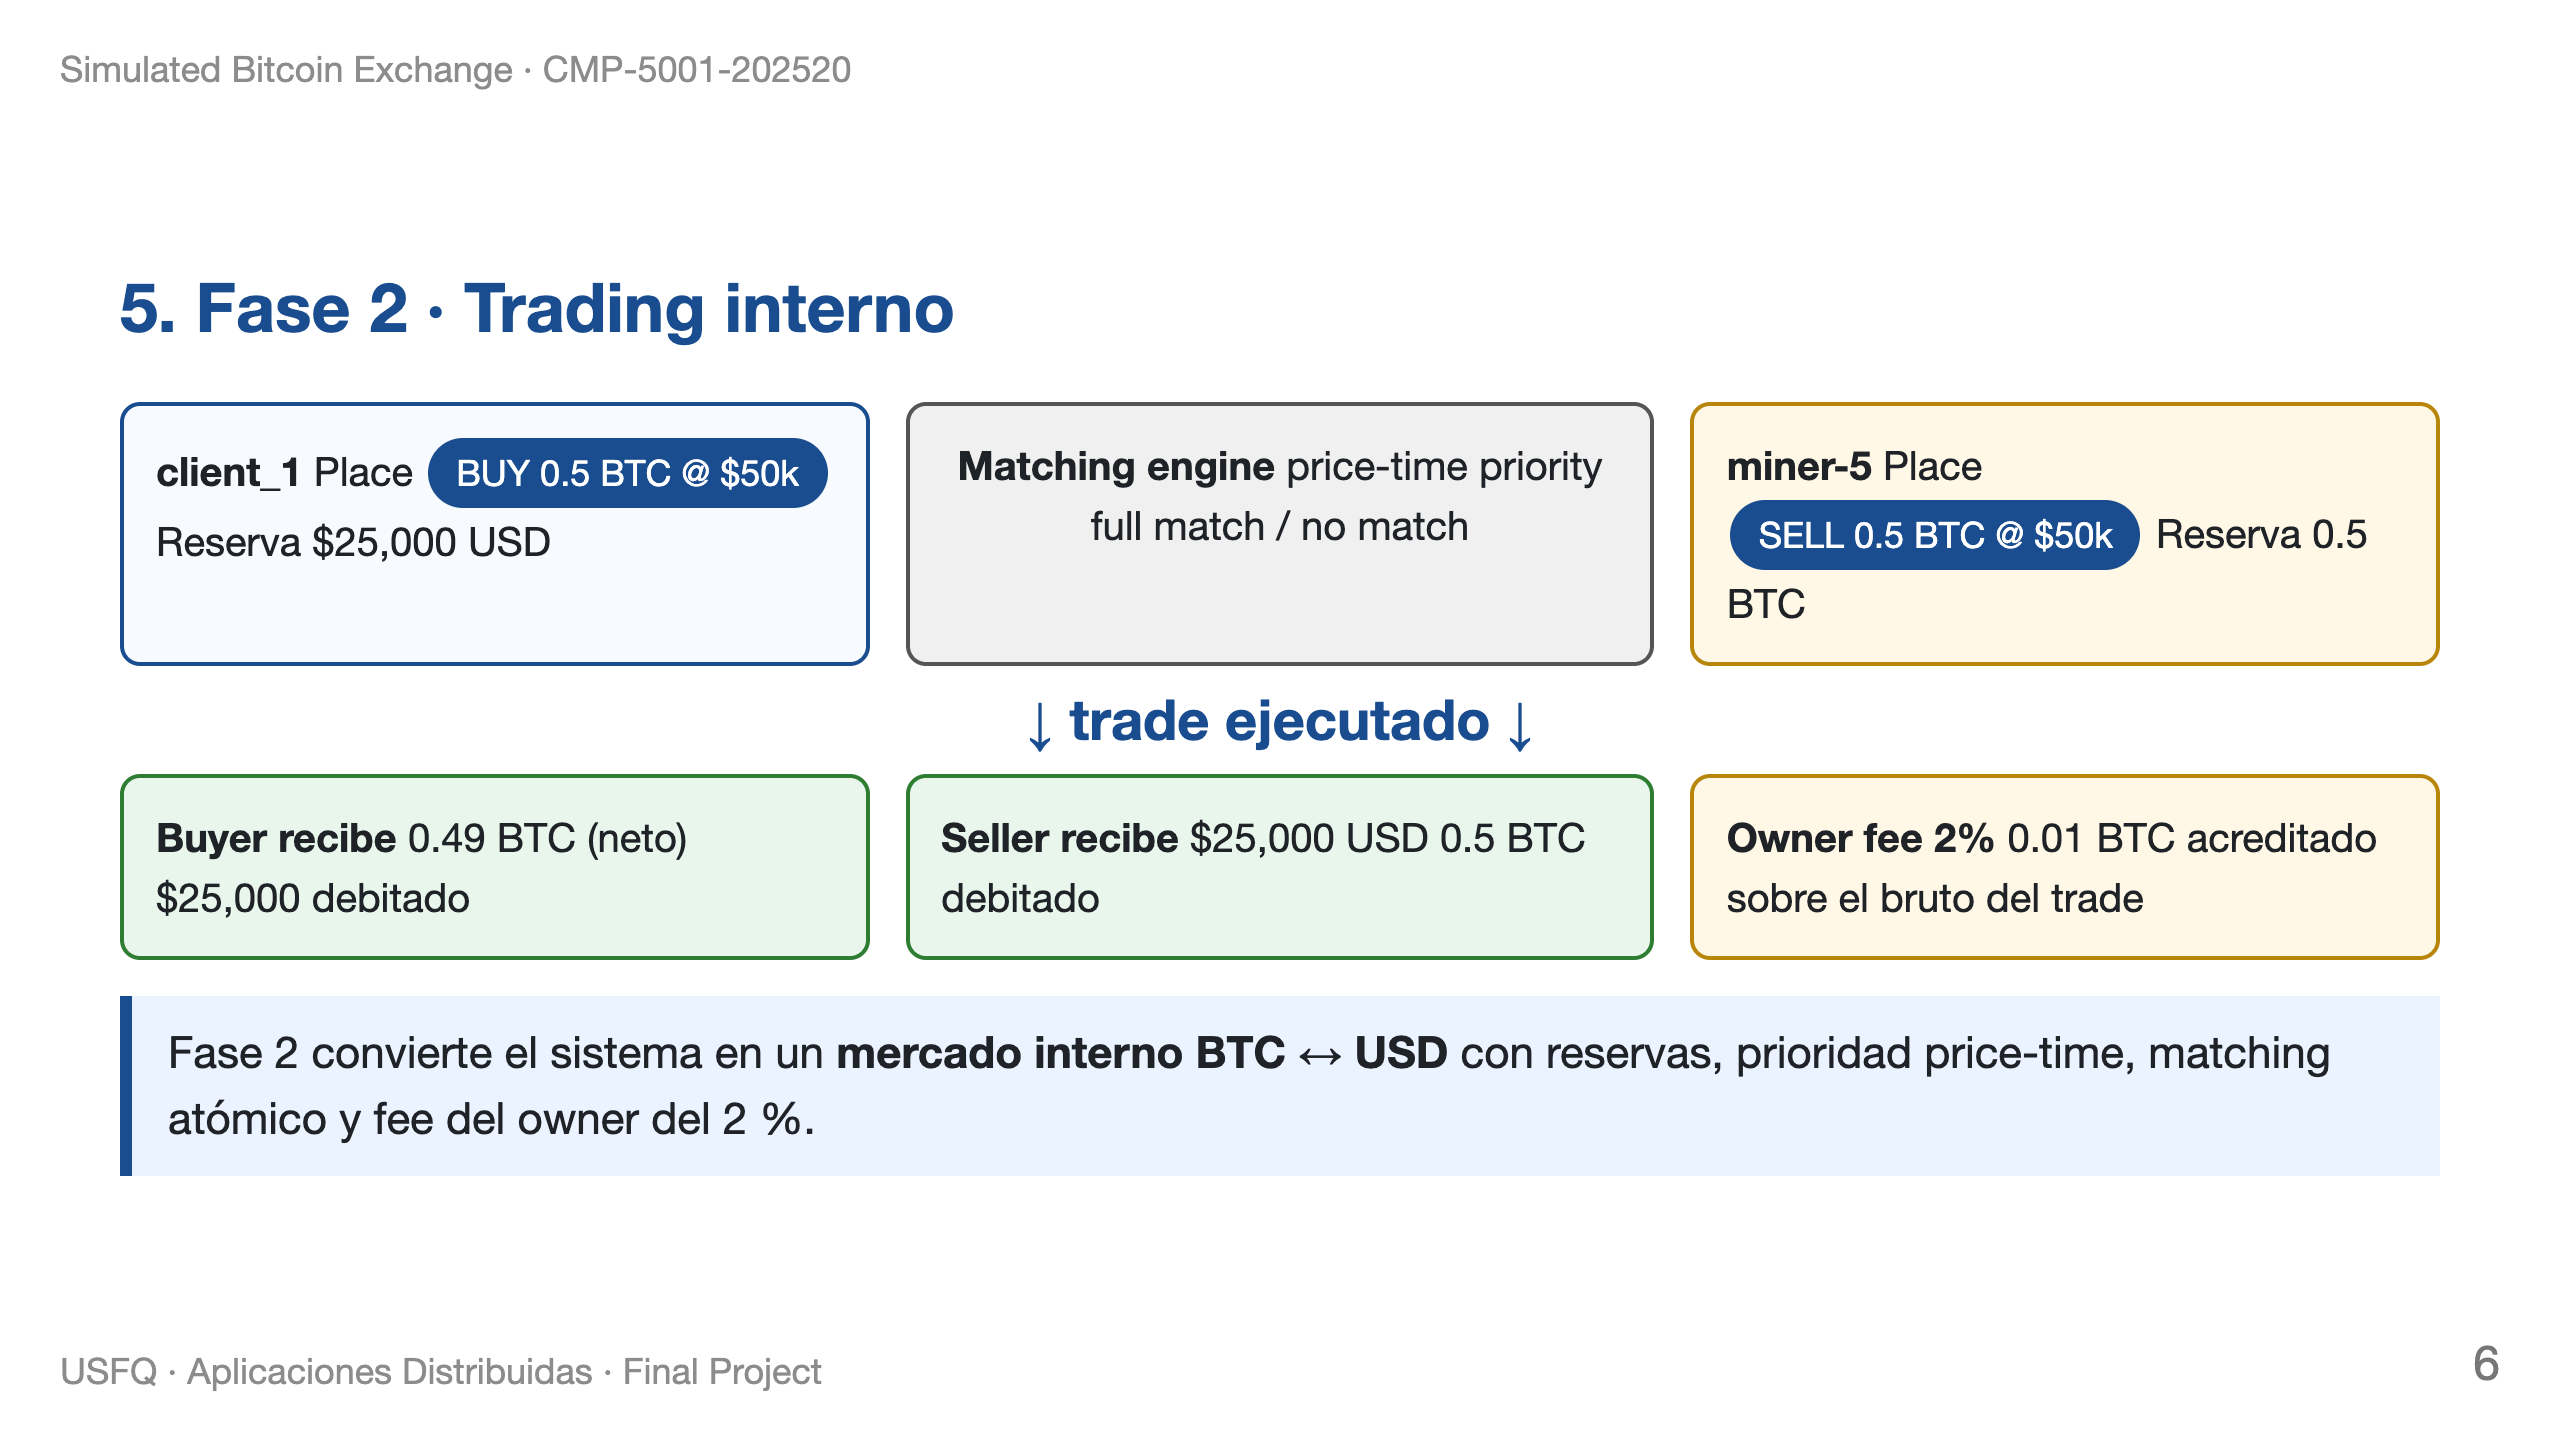 Simulated Bitcoin Exchange · CMP-5001-202520
5. Fase 2 · Trading interno
client_1 Place BUY 0.5 BTC @ $50k
Reserva $25,000 USD
Matching engine price-time priority
full match / no match
miner-5 Place
SELL 0.5 BTC @ $50k Reserva 0.5
BTC
↓ trade ejecutado ↓
Buyer recibe 0.49 BTC (neto)
$25,000 debitado
Seller recibe $25,000 USD 0.5 BTC
debitado
Owner fee 2% 0.01 BTC acreditado
sobre el bruto del trade
Fase 2 convierte el sistema en un mercado interno BTC ↔ USD con reservas, prioridad price-time, matching
atómico y fee del owner del 2 %.
USFQ · Aplicaciones Distribuidas · Final Project
6